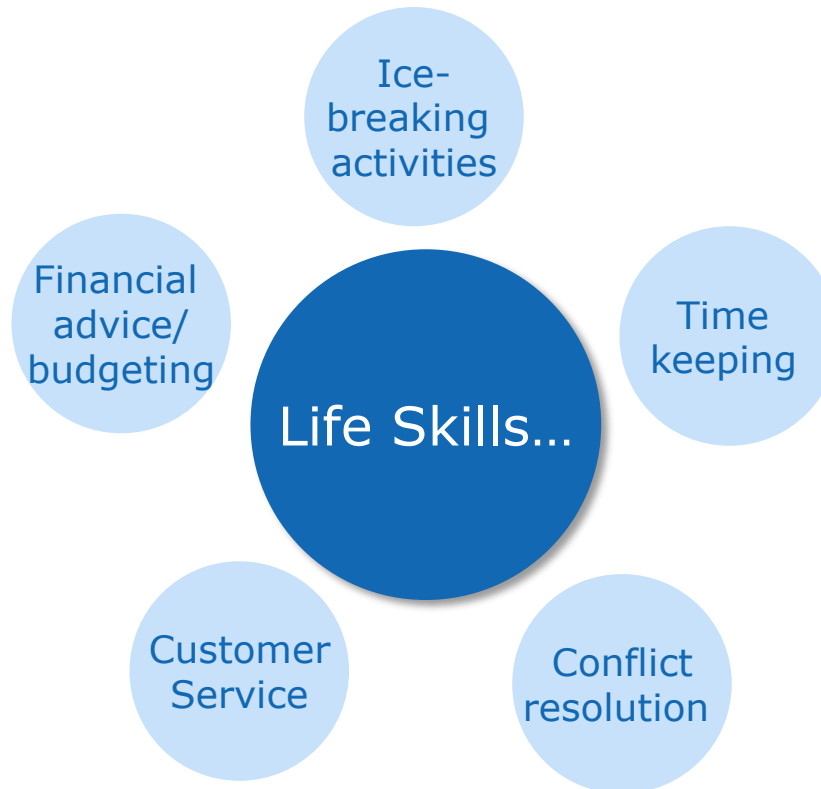 Ice-
breaking
activities
Financial
advice/
budgeting
Time
keeping
Life Skills...
Customer
Service
Conflict
resolution